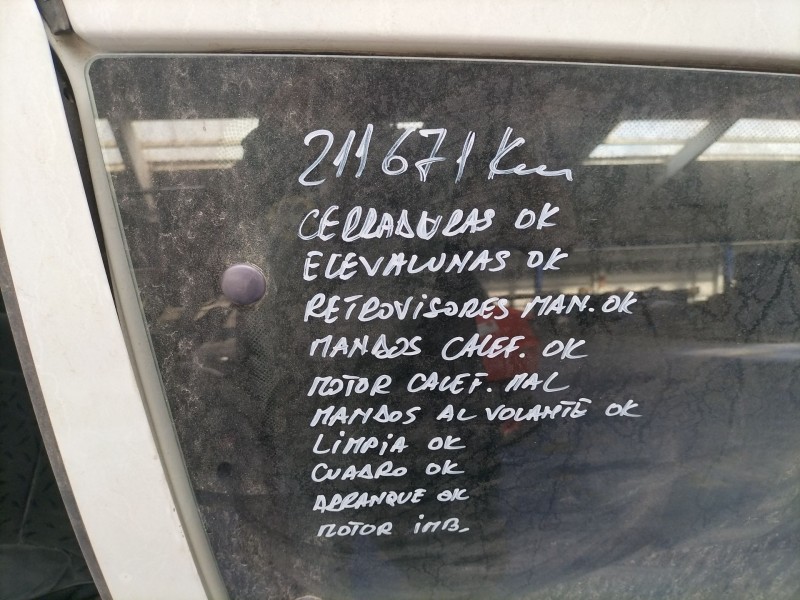 211671 Km
CERRADURAS OK
ELEVALUNAS OK
RETROVISORES MAN. OK
MANDOS CALEF. OK
MOTOR CALEF. MAL
MANDOS AL VOLANTE OK
LIMPIA OK
CUADRO OK
ARRANQUE OK
MOTOR IMB_